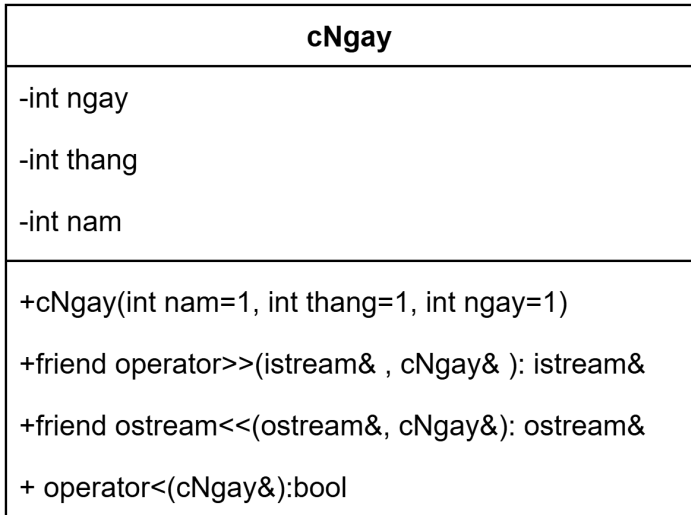 cNgay
-int ngay
-int thang
-int nam
+cNgay(int nam=1, int thang=1, int ngay=1)
+friend operator>>(istream& , cNgay& ): istream&
+friend ostream<<(ostream&, cNgay&): ostream&
+ operator<(cNgay&):bool